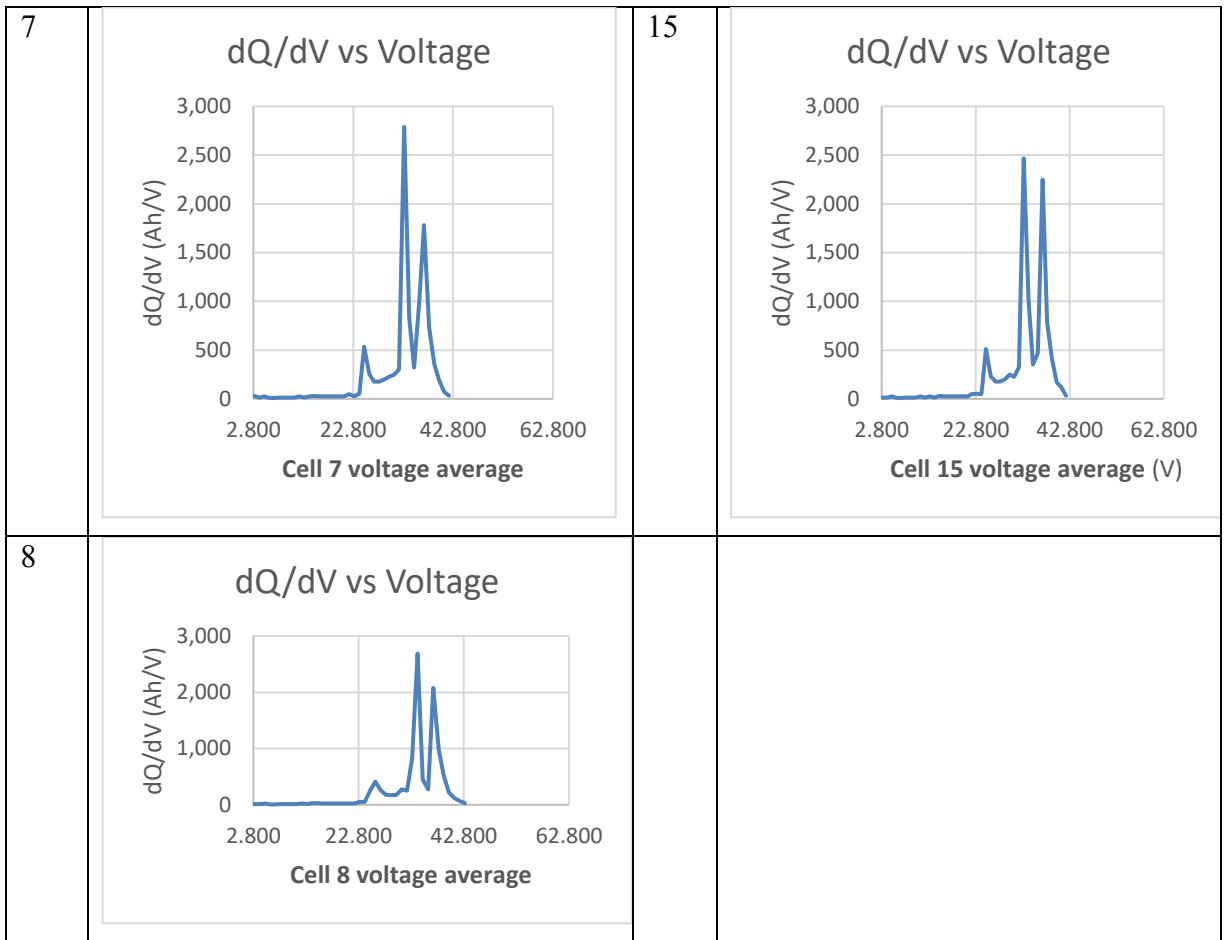 7
dQ/dV vs Voltage
dQ/dV (Ah/V)
3,000
2,500
2,000
1,500
1,000
500
0
2.800 22.800 42.800 62.800
Cell 7 voltage average
15
dQ/dV vs Voltage
dQ/dV (Ah/V)
3,000
2,500
2,000
1,500
1,000
500
0
2.800 22.800 42.800 62.800
Cell 15 voltage average (V)
8
dQ/dV vs Voltage
dQ/dV (Ah/V)
3,000
2,000
1,000
0
2.800 22.800 42.800 62.800
Cell 8 voltage average